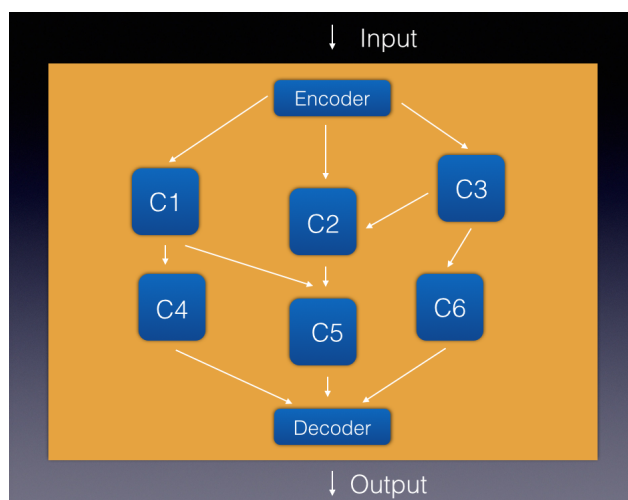 Input
Encoder
C1
C2
C3
C4
C5
C6
Decoder
Output